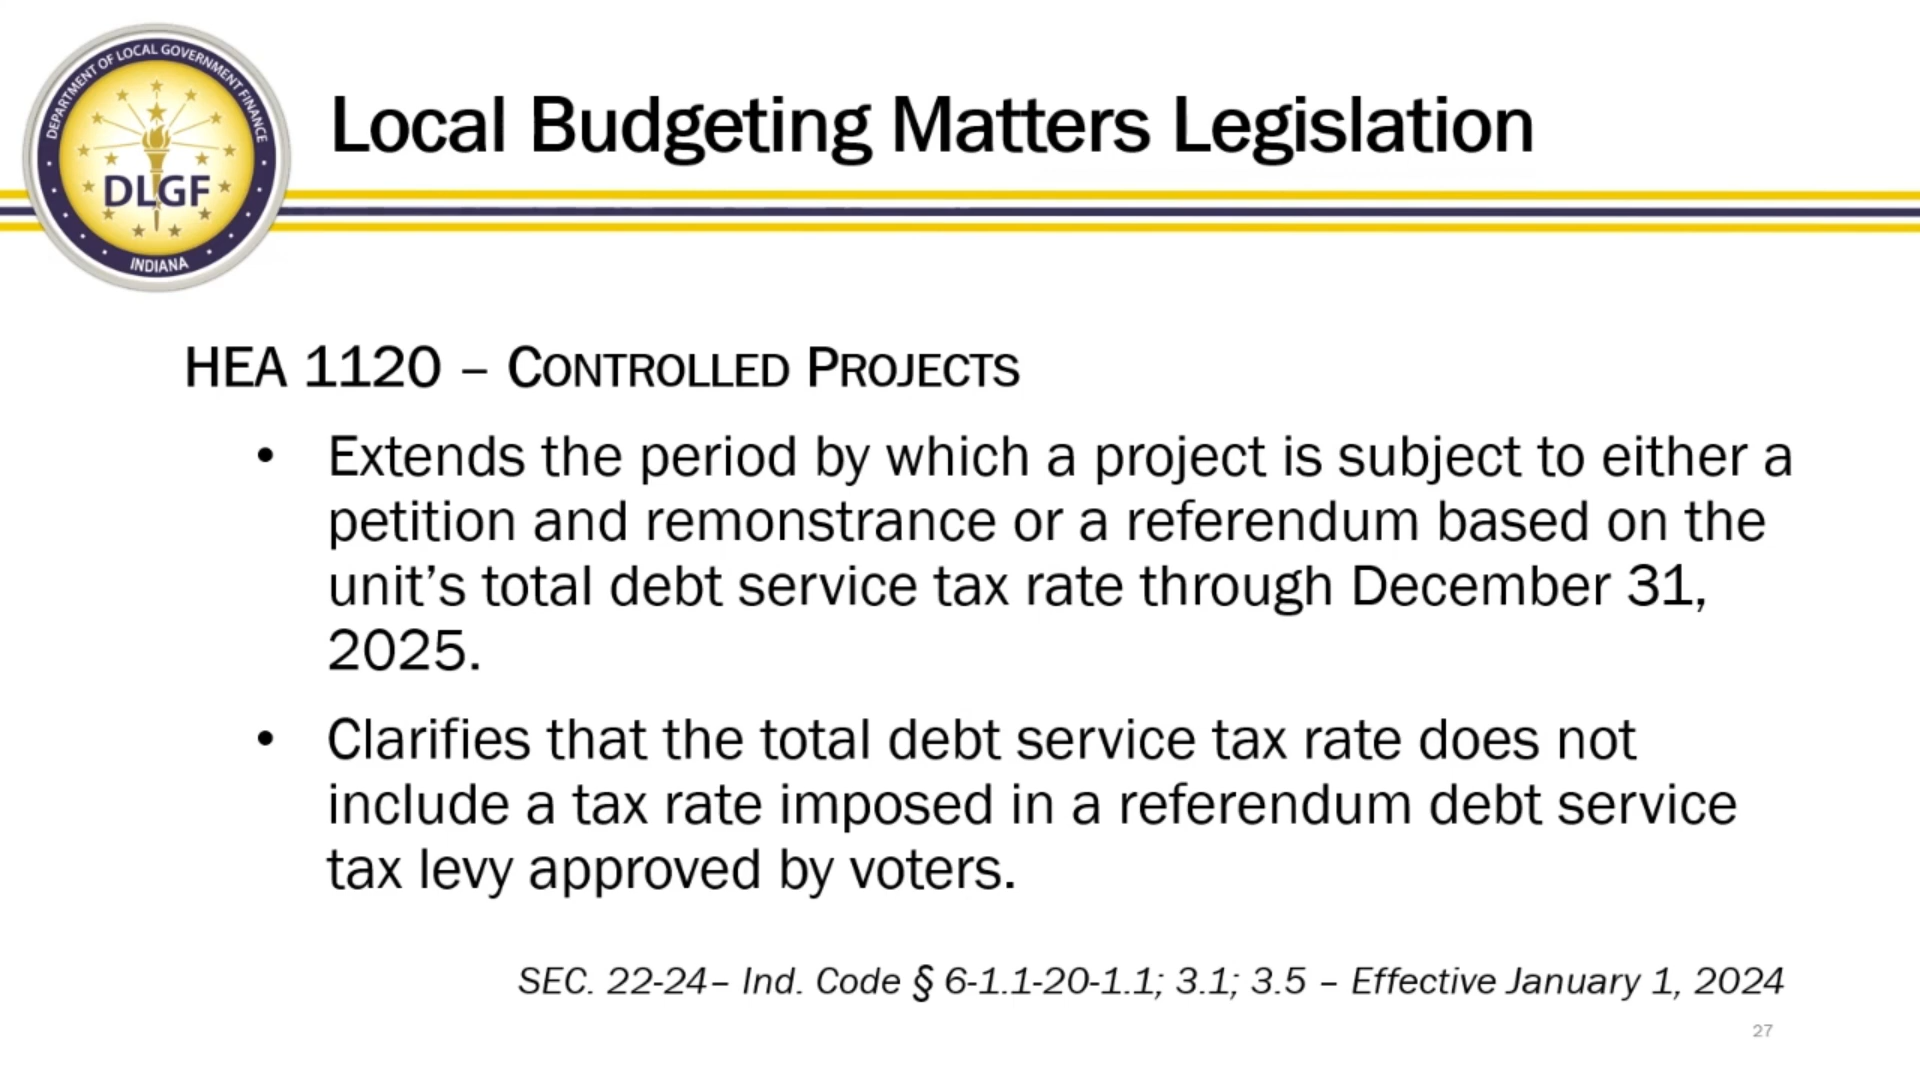 DEPARTMENT OF LOCAL GOVERNMENT FINANCE
DLGF
INDIANA
Local Budgeting Matters Legislation
HEA 1120 – CONTROLLED PROJECTS
• Extends the period by which a project is subject to either a
petition and remonstrance or a referendum based on the
unit’s total debt service tax rate through December 31,
2025.
• Clarifies that the total debt service tax rate does not
include a tax rate imposed in a referendum debt service
tax levy approved by voters.
SEC. 22-24– Ind. Code § 6-1.1-20-1.1; 3.1; 3.5 – Effective January 1, 2024
27